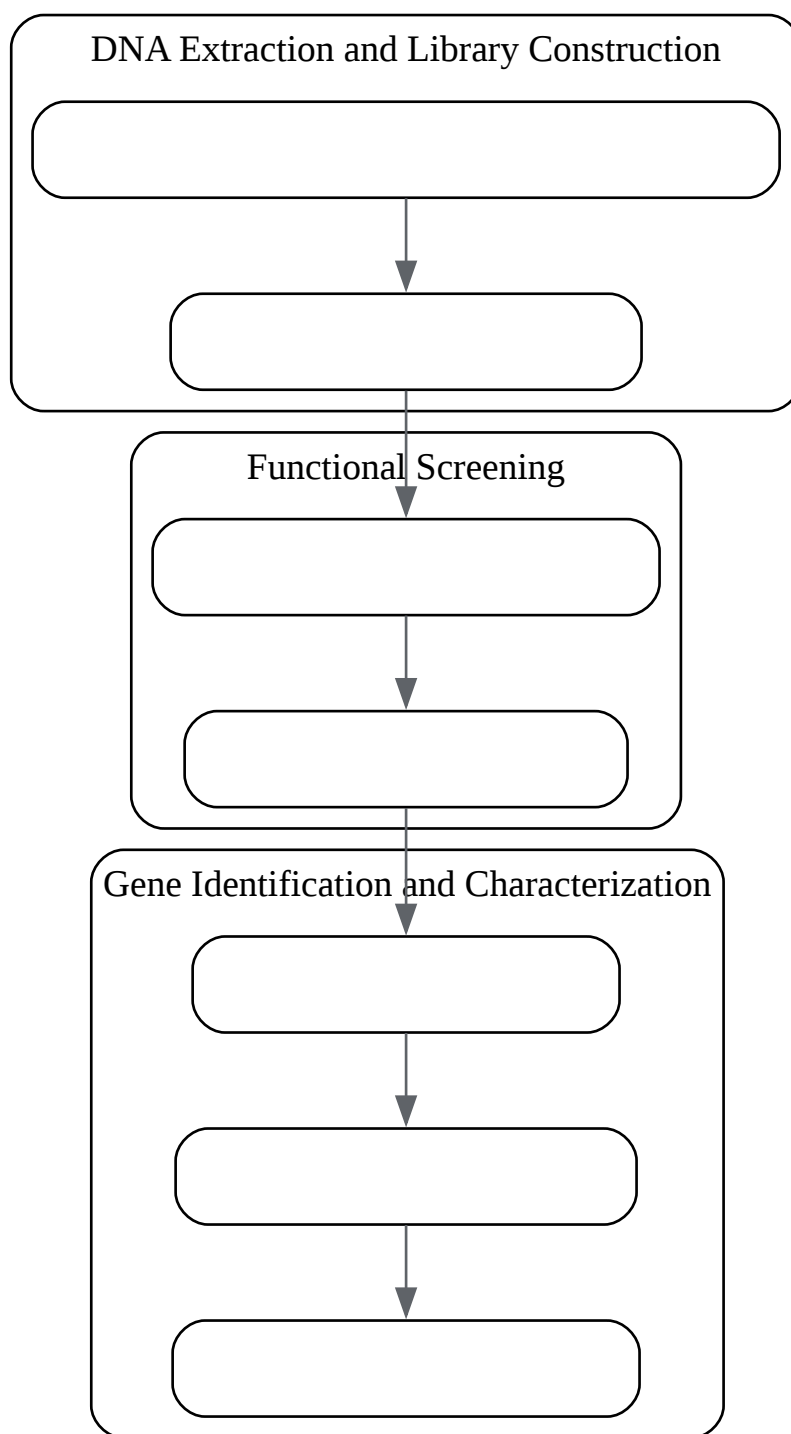 DNA Extraction and Library Construction
Functional Screening
Gene Identification and Characterization